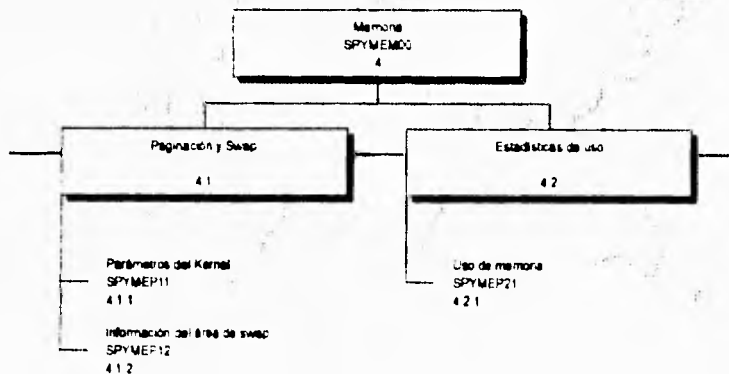 Memoria
SPYMEM00
4
Paginación y Swap
4.1
Estadísticas de uso
4.2
Parámetros del Kernel
SPYMEP11
4.1.1
Uso de memoria
SPYMEP21
4.2.1
Información del área de swap
SPYMEP12
4.1.2